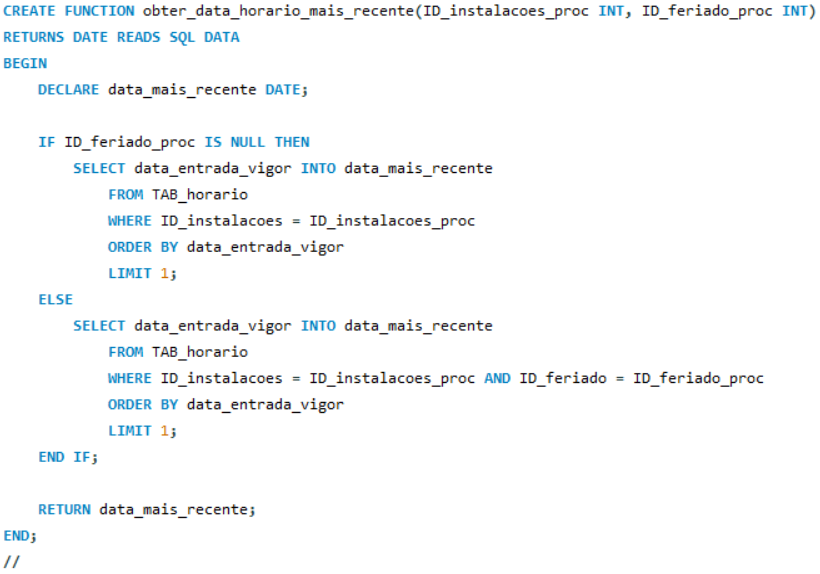 CREATE FUNCTION obter_data_horario_mais_recente(ID_instalacoes_proc INT, ID_feriado_proc INT)
RETURNS DATE READS SQL DATA
BEGIN
    DECLARE data_mais_recente DATE;

    IF ID_feriado_proc IS NULL THEN
        SELECT data_entrada_vigor INTO data_mais_recente
            FROM TAB_horario
            WHERE ID_instalacoes = ID_instalacoes_proc
            ORDER BY data_entrada_vigor
            LIMIT 1;
    ELSE
        SELECT data_entrada_vigor INTO data_mais_recente
            FROM TAB_horario
            WHERE ID_instalacoes = ID_instalacoes_proc AND ID_feriado = ID_feriado_proc
            ORDER BY data_entrada_vigor
            LIMIT 1;
    END IF;

    RETURN data_mais_recente;
END;
//